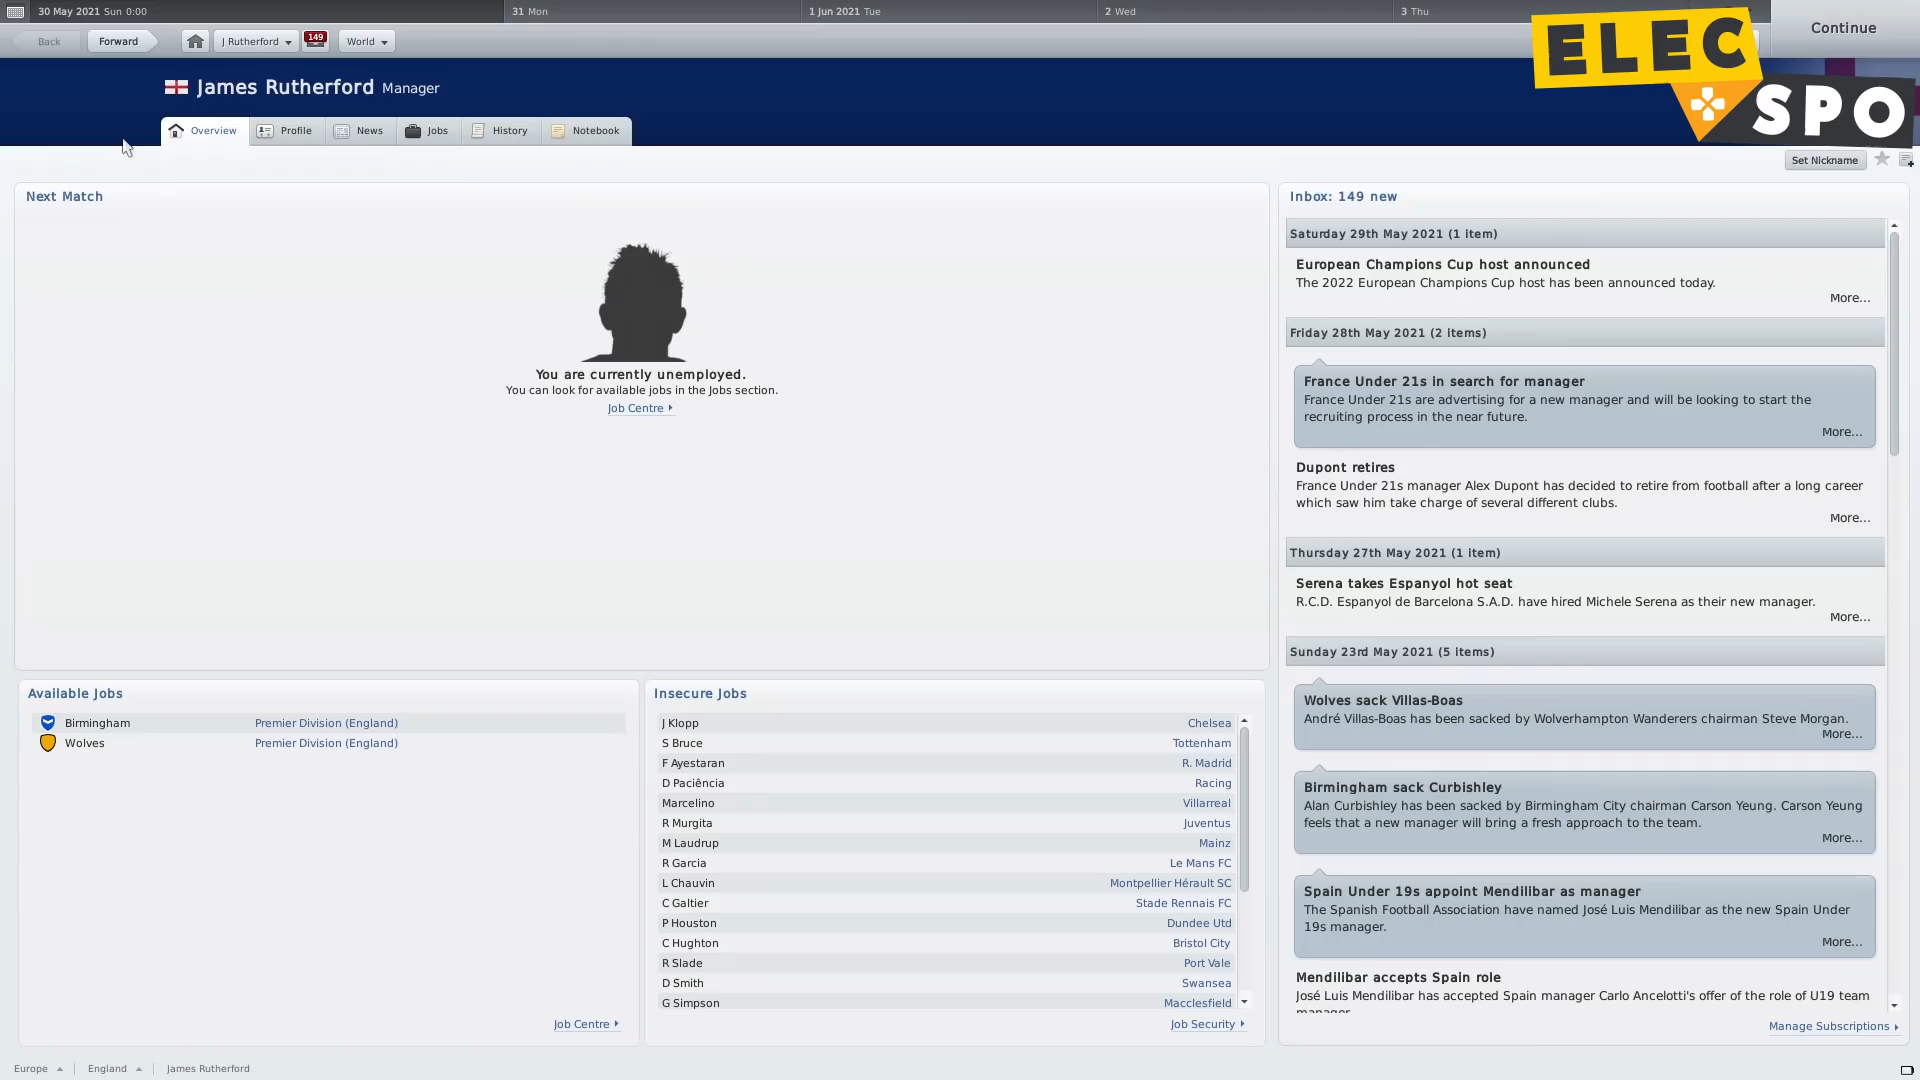 30 May 2021 Sun 0:00
31 Mon
1 Jun 2021 Tue
2 Wed
3 Thu
Back
Forward
J Rutherford
149
World
Continue
ELEC
SPO
James Rutherford Manager
Overview
Profile
News
Jobs
History
Notebook
Set Nickname
Next Match
You are currently unemployed.
You can look for available jobs in the Jobs section.
Job Centre
Available Jobs
Birmingham Premier Division (England)
Wolves Premier Division (England)
Job Centre
Insecure Jobs
J Klopp Chelsea
S Bruce Tottenham
F Ayestaran R. Madrid
D Paciência Racing
Marcelino Villarreal
R Murgita Juventus
M Laudrup Mainz
R Garcia Le Mans FC
L Chauvin Montpellier Hérault SC
C Galtier Stade Rennais FC
P Houston Dundee Utd
C Hughton Bristol City
R Slade Port Vale
D Smith Swansea
G Simpson Macclesfield
Job Security
Inbox: 149 new
Saturday 29th May 2021 (1 item)
European Champions Cup host announced
The 2022 European Champions Cup host has been announced today.
More...
Friday 28th May 2021 (2 items)
France Under 21s in search for manager
France Under 21s are advertising for a new manager and will be looking to start the
recruiting process in the near future.
More...
Dupont retires
France Under 21s manager Alex Dupont has decided to retire from football after a long career
which saw him take charge of several different clubs.
More...
Thursday 27th May 2021 (1 item)
Serena takes Espanyol hot seat
R.C.D. Espanyol de Barcelona S.A.D. have hired Michele Serena as their new manager.
More...
Sunday 23rd May 2021 (5 items)
Wolves sack Villas-Boas
André Villas-Boas has been sacked by Wolverhampton Wanderers chairman Steve Morgan.
More...
Birmingham sack Curbishley
Alan Curbishley has been sacked by Birmingham City chairman Carson Yeung. Carson Yeung
feels that a new manager will bring a fresh approach to the team.
More...
Spain Under 19s appoint Mendilibar as manager
The Spanish Football Association have named José Luis Mendilibar as the new Spain Under
19s manager.
More...
Mendilibar accepts Spain role
José Luis Mendilibar has accepted Spain manager Carlo Ancelotti's offer of the role of U19 team
manager.
Manage Subscriptions
Europe
England
James Rutherford